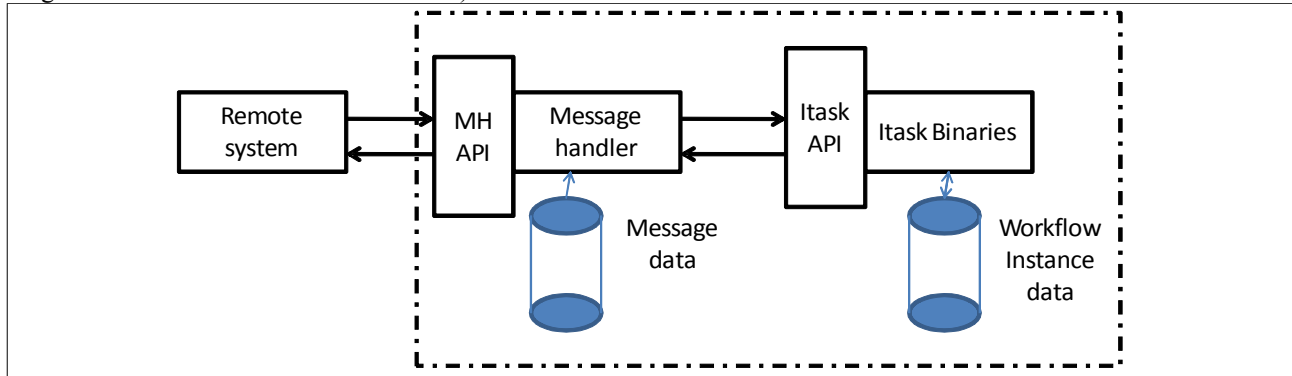 Remote
system
MH
API
Message
handler
Itask
API
Itask Binaries
Message
data
Workflow
Instance
data